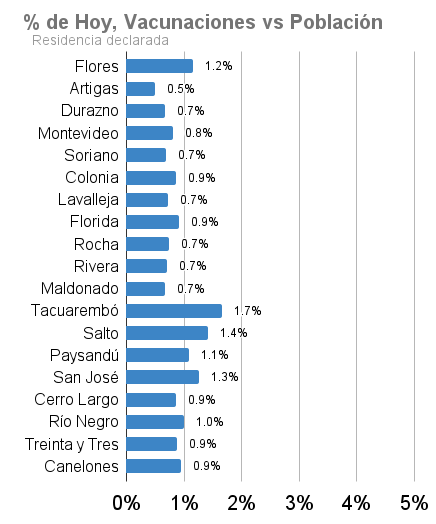 % de Hoy, Vacunaciones vs Población
Residencia declarada
Flores 1.2%
Artigas 0.5%
Durazno 0.7%
Montevideo 0.8%
Soriano 0.7%
Colonia 0.9%
Lavalleja 0.7%
Florida 0.9%
Rocha 0.7%
Rivera 0.7%
Maldonado 0.7%
Tacuarembó 1.7%
Salto 1.4%
Paysandú 1.1%
San José 1.3%
Cerro Largo 0.9%
Río Negro 1.0%
Treinta y Tres 0.9%
Canelones 0.9%
0% 1% 2% 3% 4% 5%